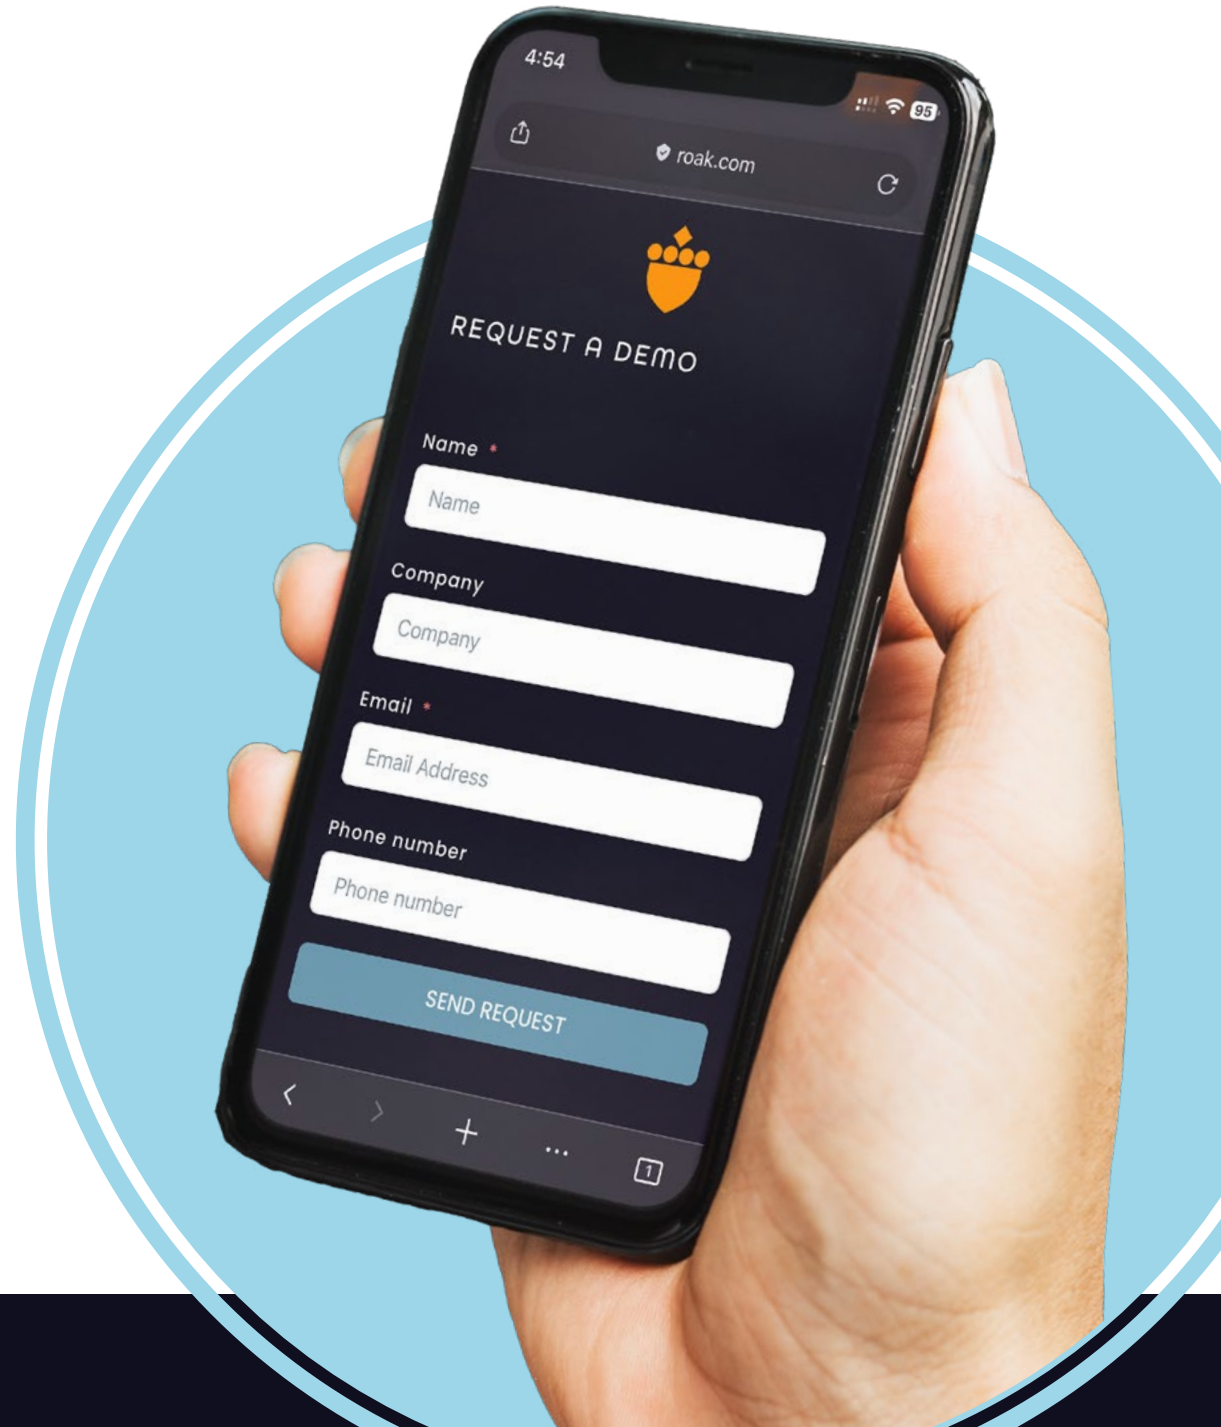 4:54
95
roak.com
REQUEST A DEMO
Name *
Name
Company
Company
Email *
Email Address
Phone number
Phone number
SEND REQUEST
1